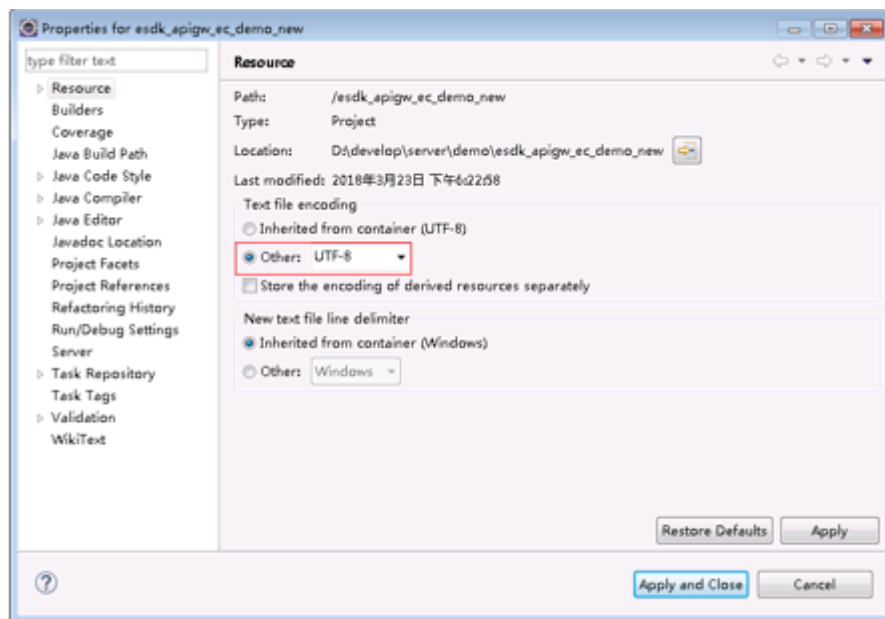 Properties for esdk_apigw_ec_demo_new
type filter text
Resource
Builders
Coverage
Java Build Path
Java Code Style
Java Compiler
Java Editor
Javadoc Location
Project Facets
Project References
Refactoring History
Run/Debug Settings
Server
Task Repository
Task Tags
Validation
WikiText
Resource
Path: /esdk_apigw_ec_demo_new
Type: Project
Location: D:\develop\server\demo\esdk_apigw_ec_demo_new
Last modified: 2018年3月23日 下午6:22:58
Text file encoding
Inherited from container (UTF-8)
Other: UTF-8
Store the encoding of derived resources separately
New text file line delimiter
Inherited from container (Windows)
Other: Windows
Restore Defaults Apply
Apply and Close Cancel